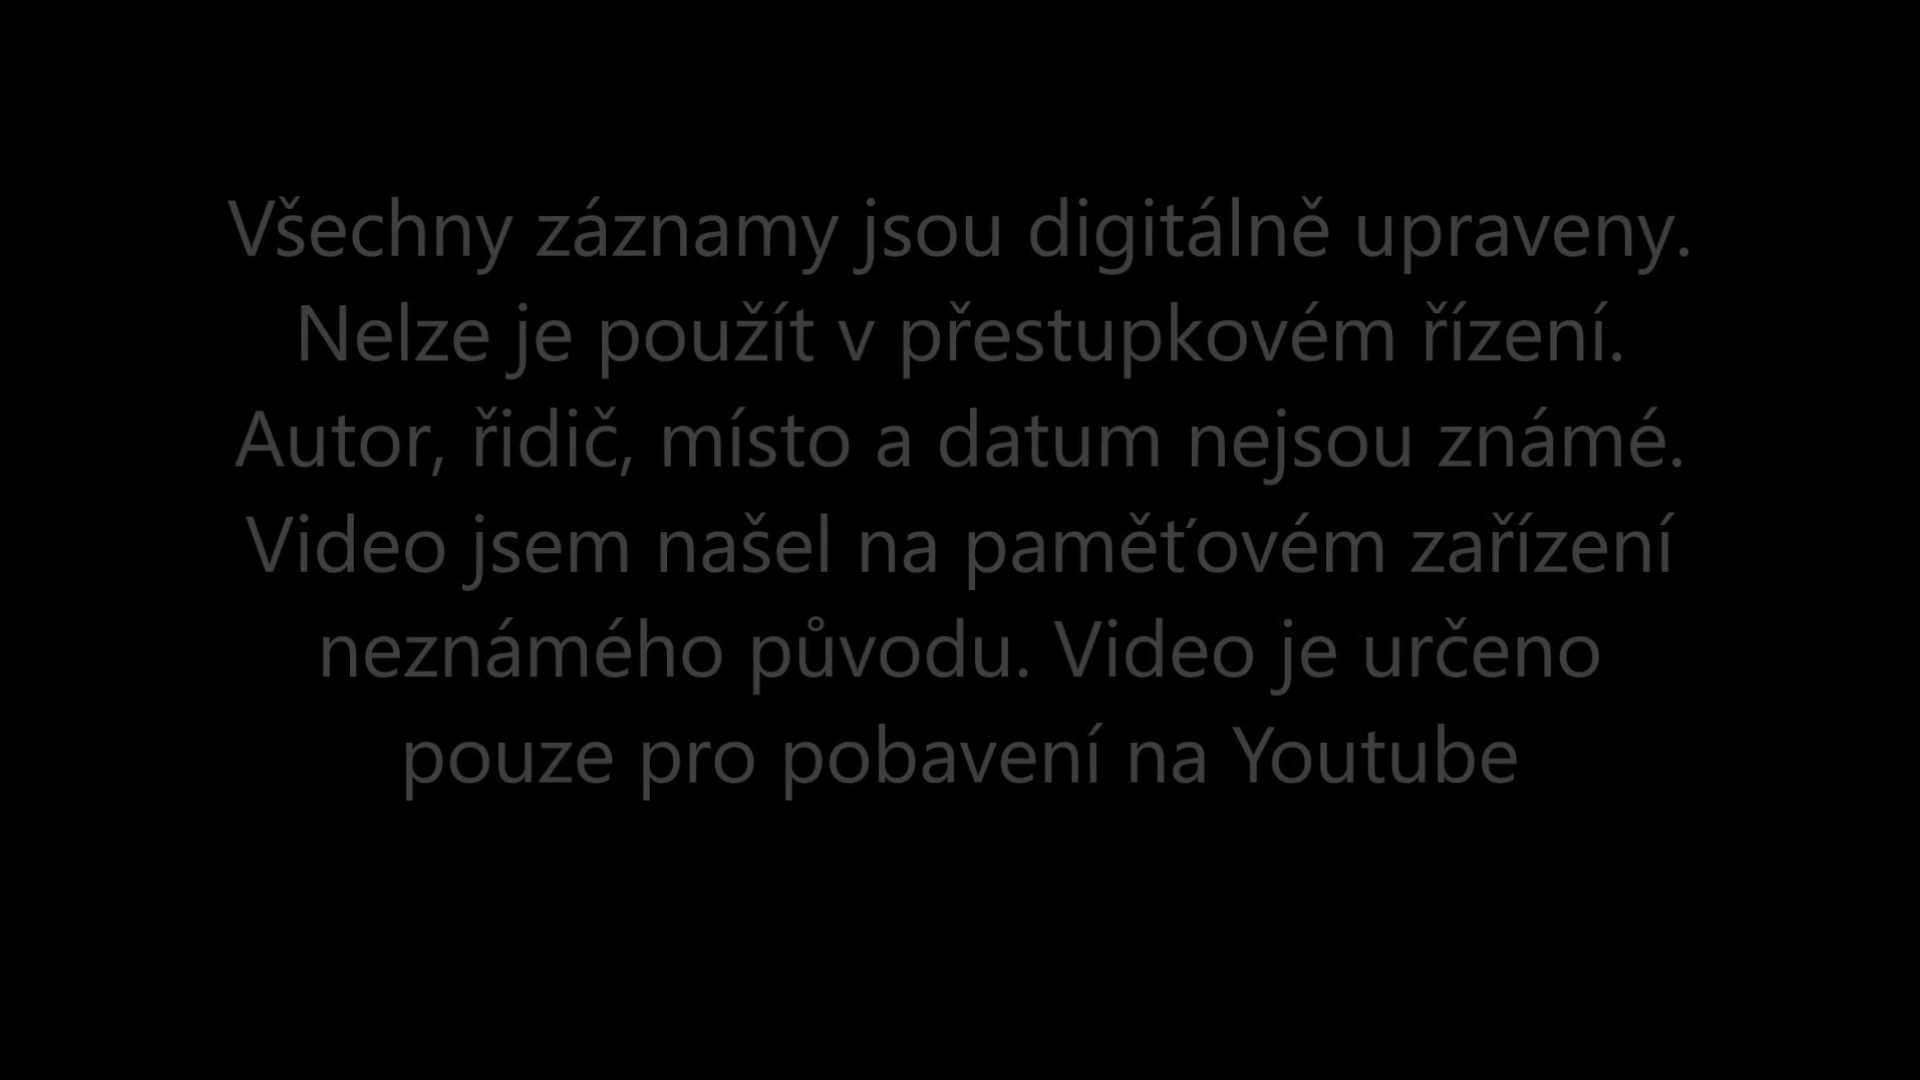 Všechny záznamy jsou digitálně upraveny.
Nelze je použít v přestupkovém řízení.
Autor, řidič, místo a datum nejsou známé.
Video jsem našel na paměťovém zařízení
neznámého původu. Video je určeno
pouze pro pobavení na Youtube